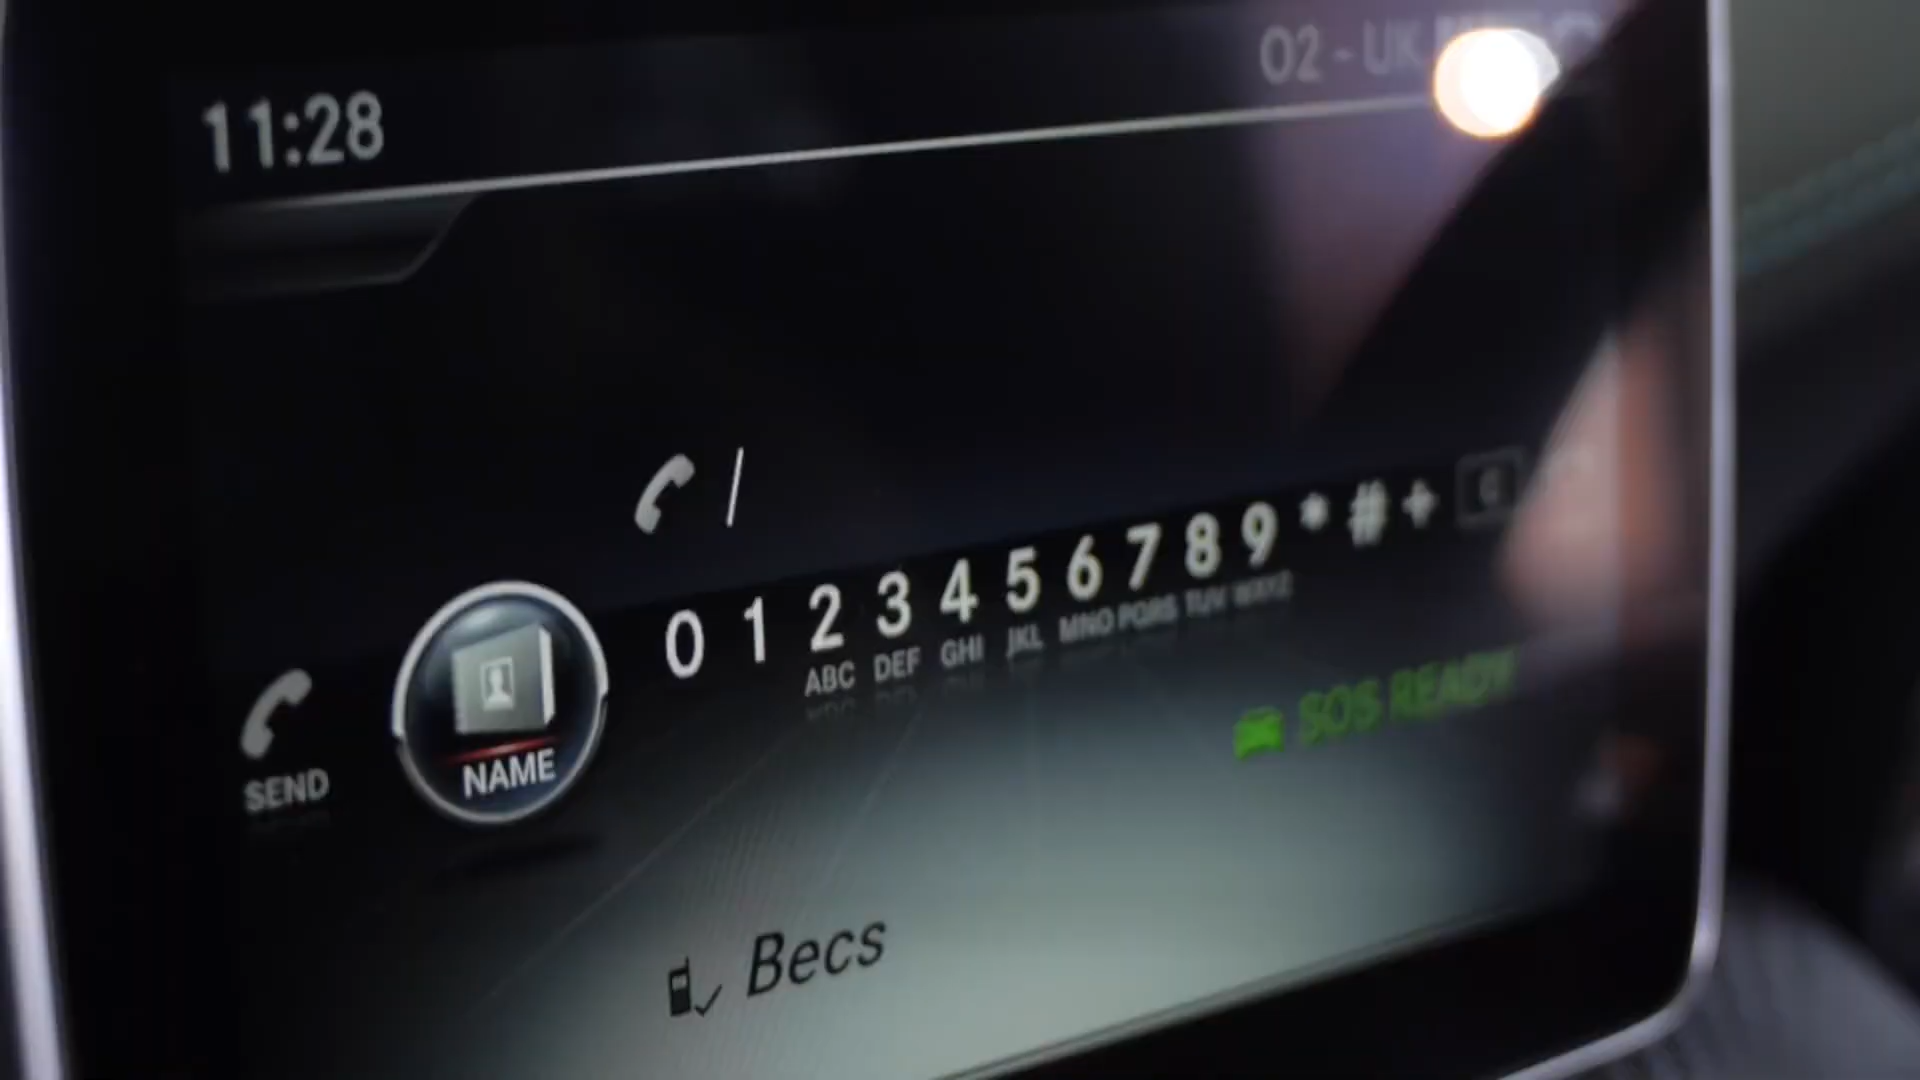 11:28
O2 - UK
0 1 2 3 4 5 6 7 8 9 * # + C
ABC DEF GHI JKL MNO PQRS TUV WXYZ
SEND
NAME
SOS READY
Becs